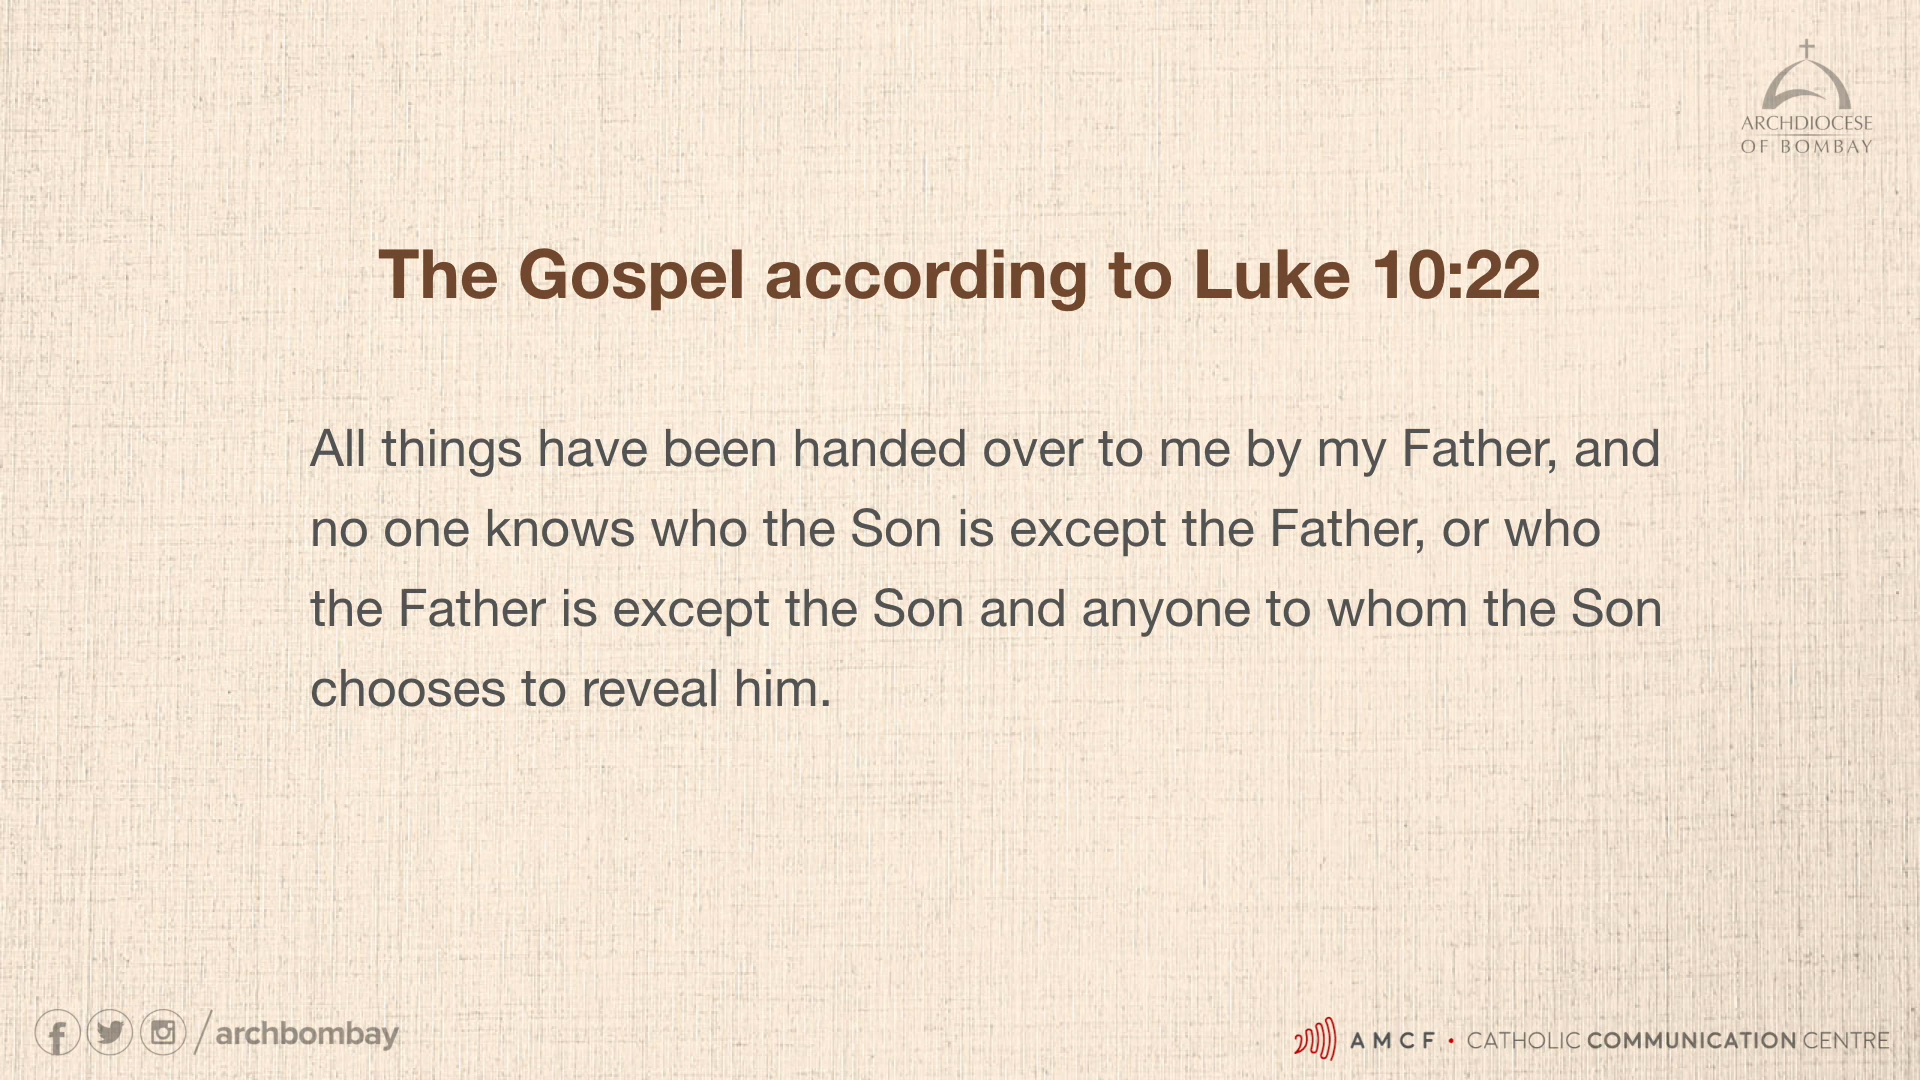 ARCHDIOCESE
OF BOMBAY
The Gospel according to Luke 10:22
All things have been handed over to me by my Father, and
no one knows who the Son is except the Father, or who
the Father is except the Son and anyone to whom the Son
chooses to reveal him.
/archbombay
AMCF • CATHOLIC COMMUNICATION CENTRE